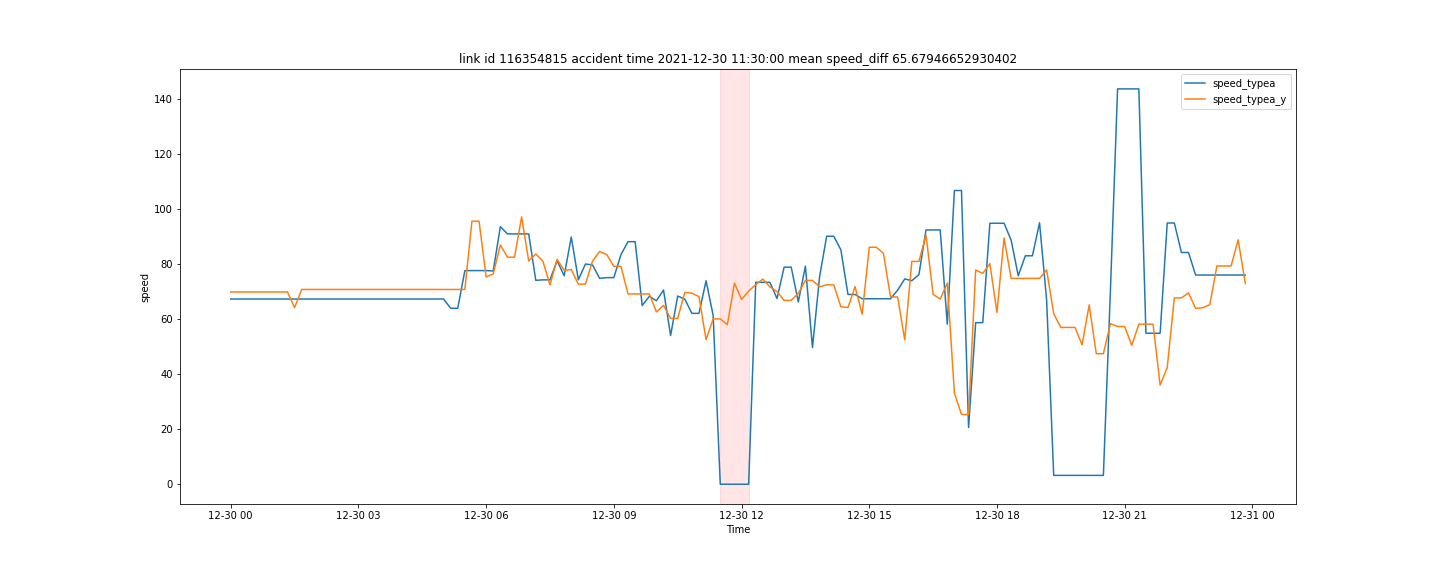 link id 116354815 accident time 2021-12-30 11:30:00 mean speed_diff 65.67946652930402
speed_typea
speed_typea_y
140
120
100
80
60
40
20
0
speed
12-30 00 12-30 03 12-30 06 12-30 09 12-30 12 12-30 15 12-30 18 12-30 21 12-31 00
Time